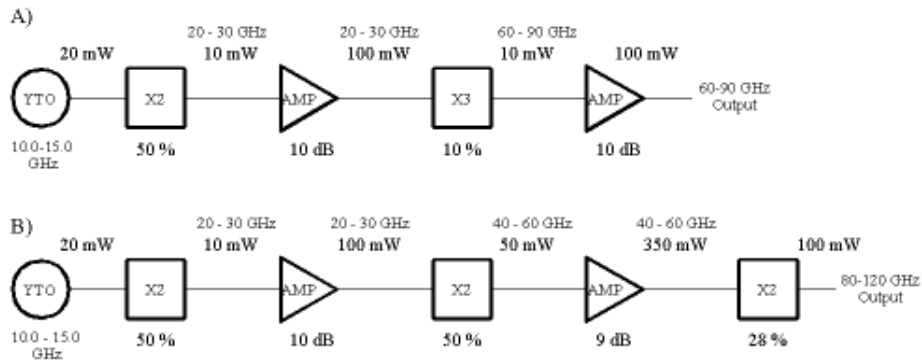 A)
20 - 30 GHz 20 - 30 GHz 60 - 90 GHz
20 mW 10 mW 100 mW 10 mW 100 mW
YTO X2 AMP X3 AMP 60-90 GHz
Output
10.0-15.0
GHz
50 % 10 dB 10 % 10 dB
B)
20 - 30 GHz 20 - 30 GHz 40 - 60 GHz 40 - 60 GHz
20 mW 10 mW 100 mW 50 mW 350 mW 100 mW
YTO X2 AMP X2 AMP X2 80-120 GHz
Output
10.0 - 15.0
GHz
50 % 10 dB 50 % 9 dB 28 %